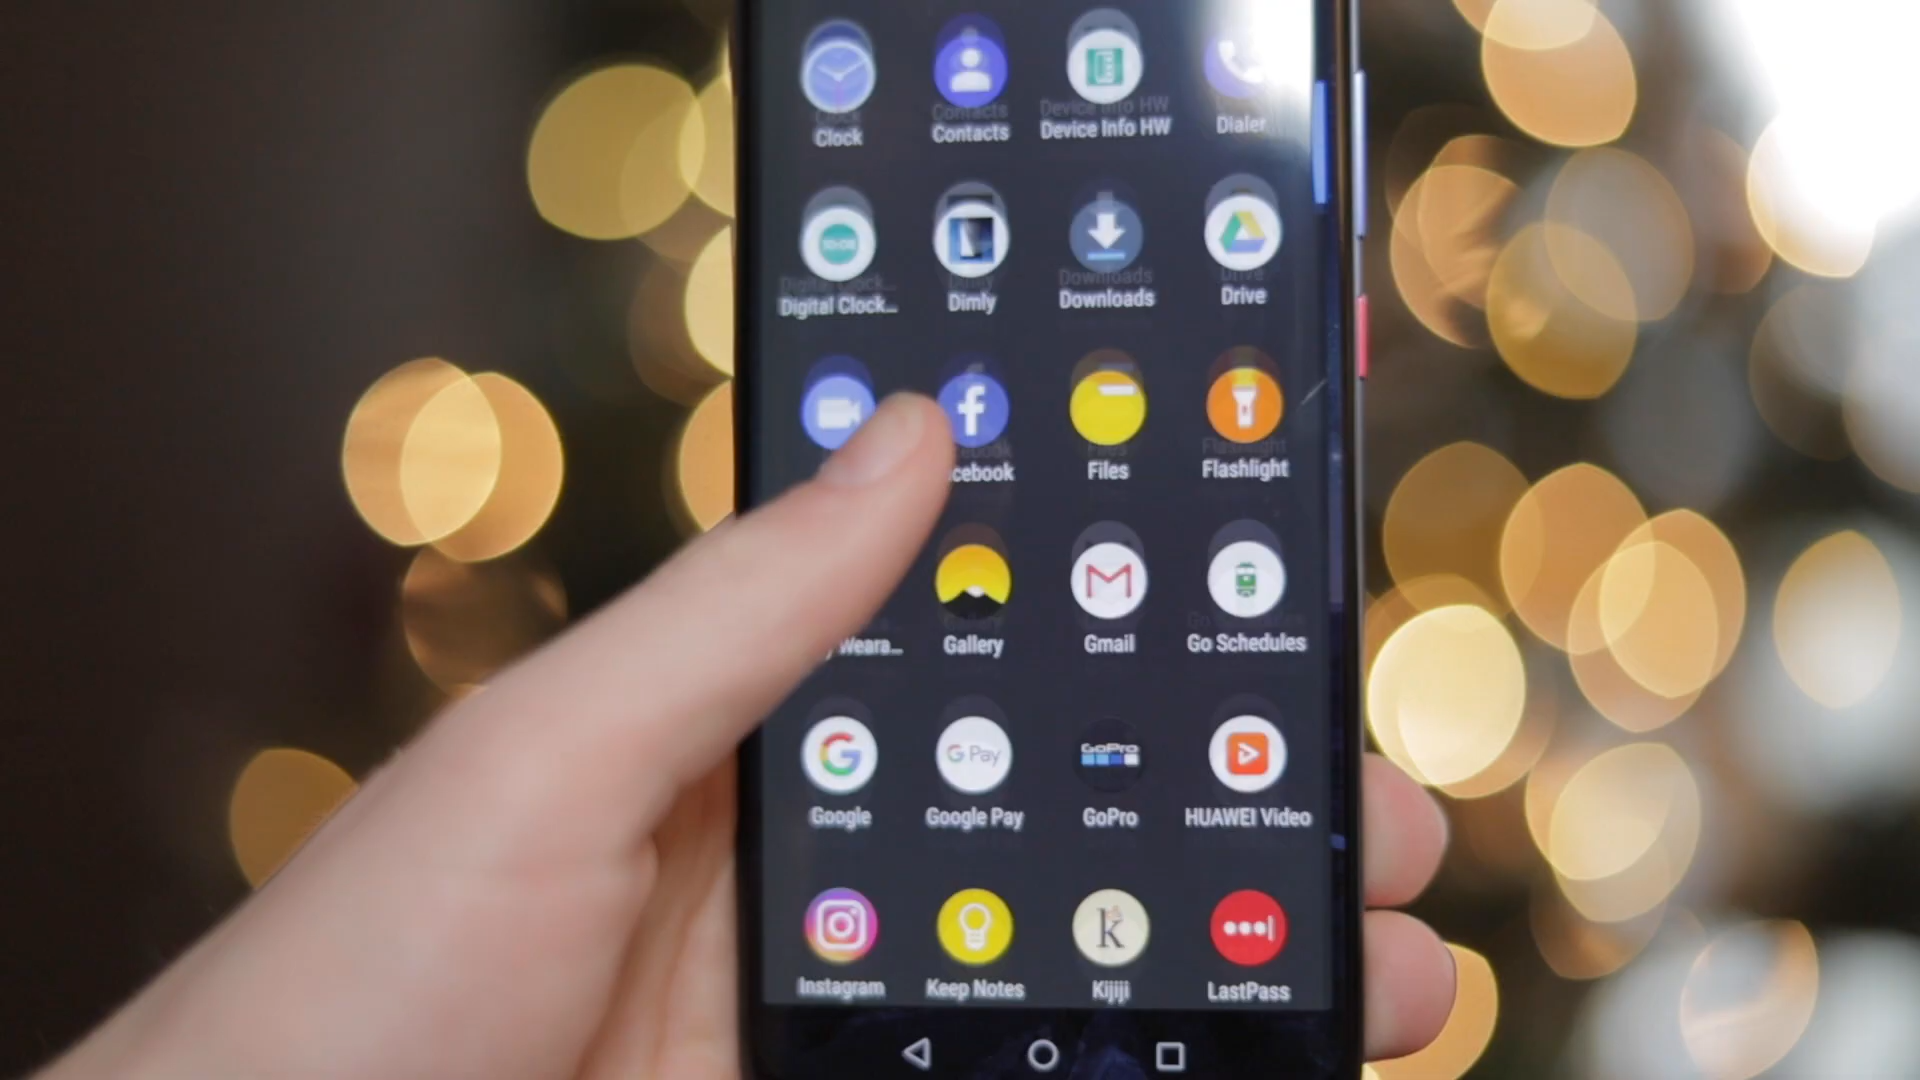 Clock Contacts Device Info HW Dialer
Digital Clock... Dimly Downloads Drive
cebook Files Flashlight
Weara... Gallery Gmail Go Schedules
G Pay GoPro
Google Google Pay GoPro HUAWEI Video
k
Instagram Keep Notes Kijiji LastPass